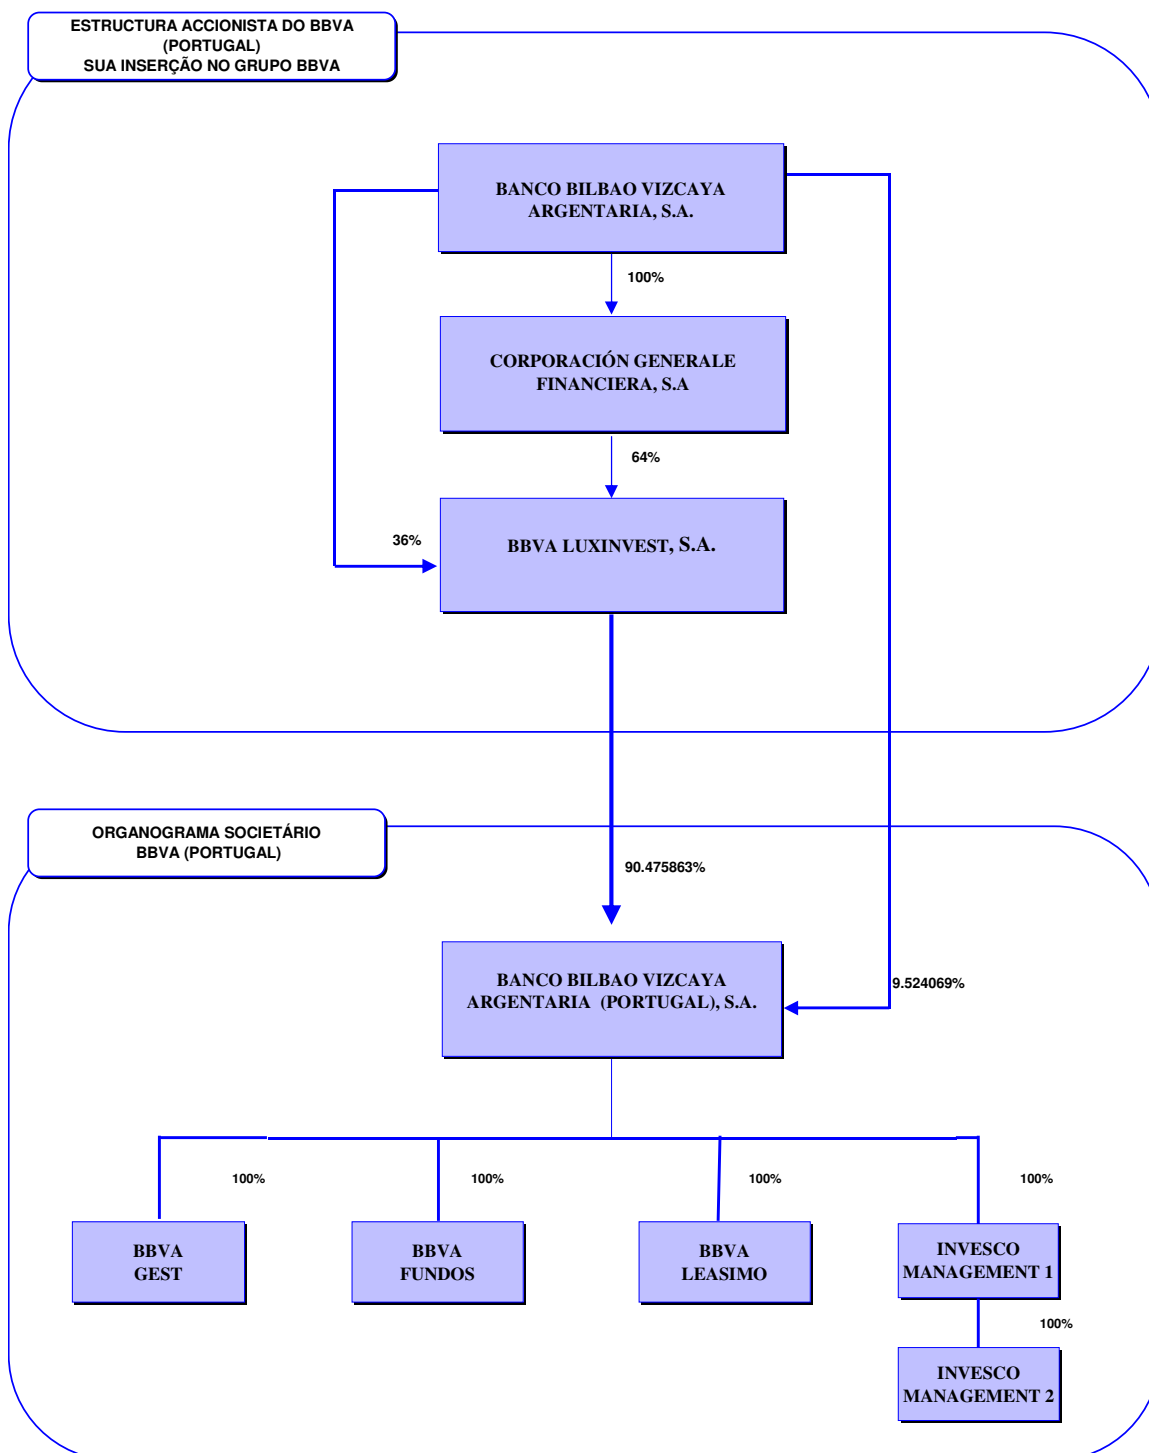 ESTRUCTURA ACCIONISTA DO BBVA
(PORTUGAL)
SUA INSERÇÃO NO GRUPO BBVA
BANCO BILBAO VIZCAYA
ARGENTARIA, S.A.
100%
CORPORACIÓN GENERALE
FINANCIERA, S.A
64%
36%
BBVA LUXINVEST, S.A.
ORGANOGRAMA SOCIETÁRIO
BBVA (PORTUGAL)
90.475863%
BANCO BILBAO VIZCAYA
ARGENTARIA (PORTUGAL), S.A.
9.524069%
100%
100%
100%
100%
BBVA
GEST
BBVA
FUNDOS
BBVA
LEASIMO
INVESCO
MANAGEMENT 1
100%
INVESCO
MANAGEMENT 2